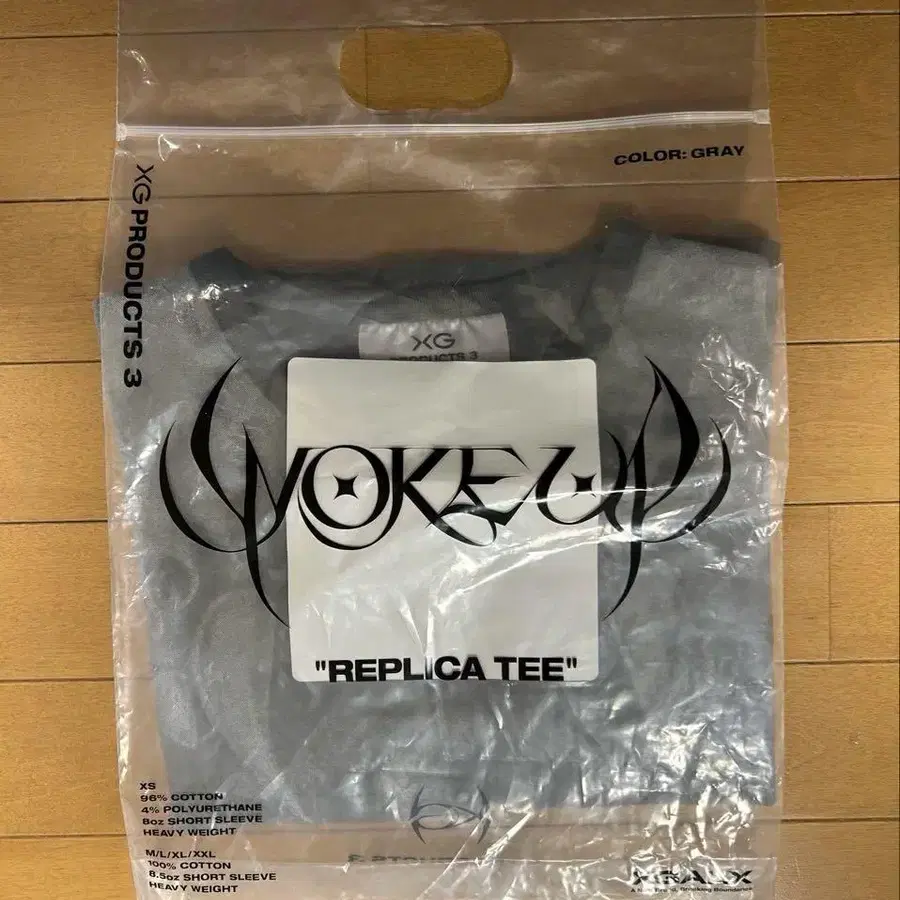 COLOR: GRAY
XG PRODUCTS 3
XG
PRODUCTS 3
WOKE UP
"REPLICA TEE"
XS
96% COTTON
4% POLYURETHANE
8oz SHORT SLEEVE
HEAVY WEIGHT
M/L/XL/XXL
100% COTTON
8.5oz SHORT SLEEVE
HEAVY WEIGHT
XGALX